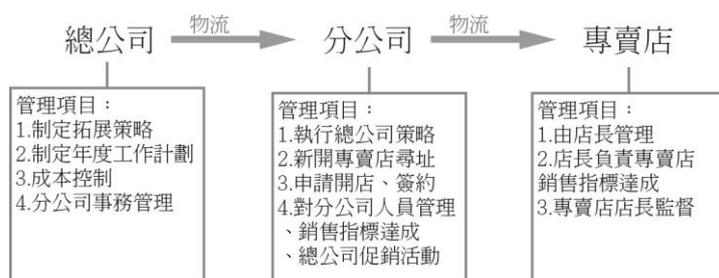 總公司 物流 分公司 物流 專賣店
管理項目：
1.制定拓展策略
2.制定年度工作計劃
3.成本控制
4.分公司事務管理
管理項目：
1.執行總公司策略
2.新開專賣店尋址
3.申請開店、簽約
4.對分公司人員管理
、銷售指標達成
、總公司促銷活動
管理項目：
1.由店長管理
2.店長負責專賣店
銷售指標達成
3.專賣店店長監督